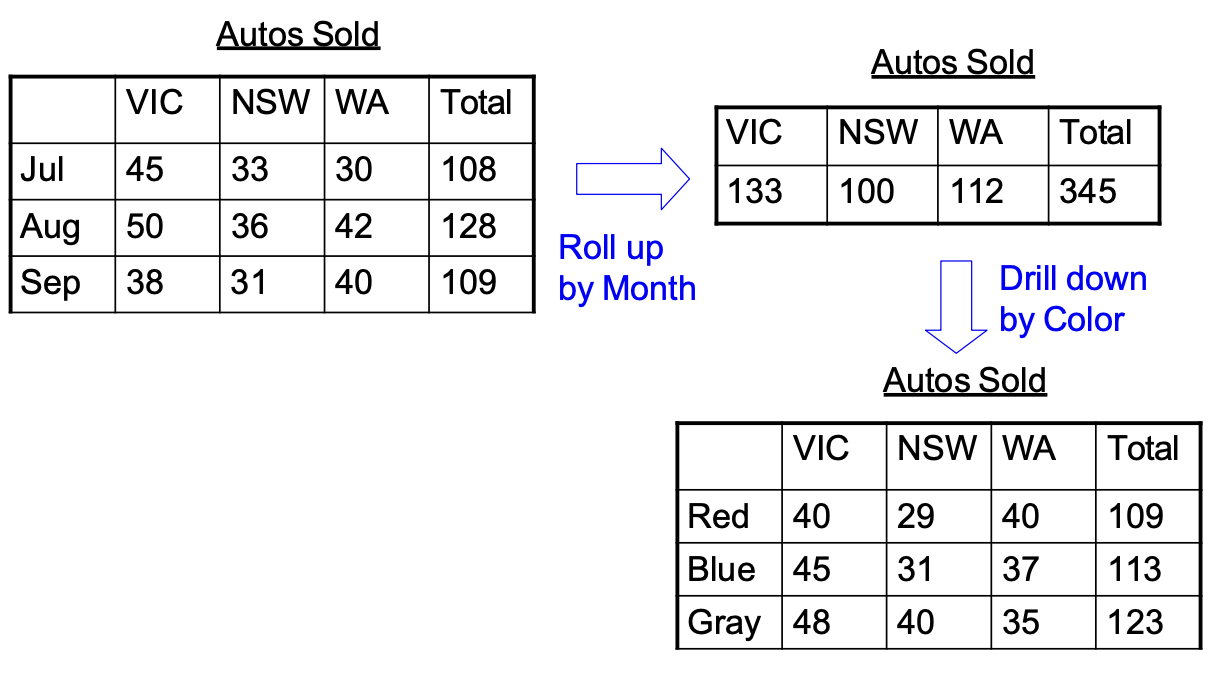 Autos Sold
VIC NSW WA Total
Jul 45 33 30 108
Aug 50 36 42 128
Sep 38 31 40 109
Roll up
by Month
Autos Sold
VIC NSW WA Total
133 100 112 345
Drill down
by Color
Autos Sold
VIC NSW WA Total
Red 40 29 40 109
Blue 45 31 37 113
Gray 48 40 35 123